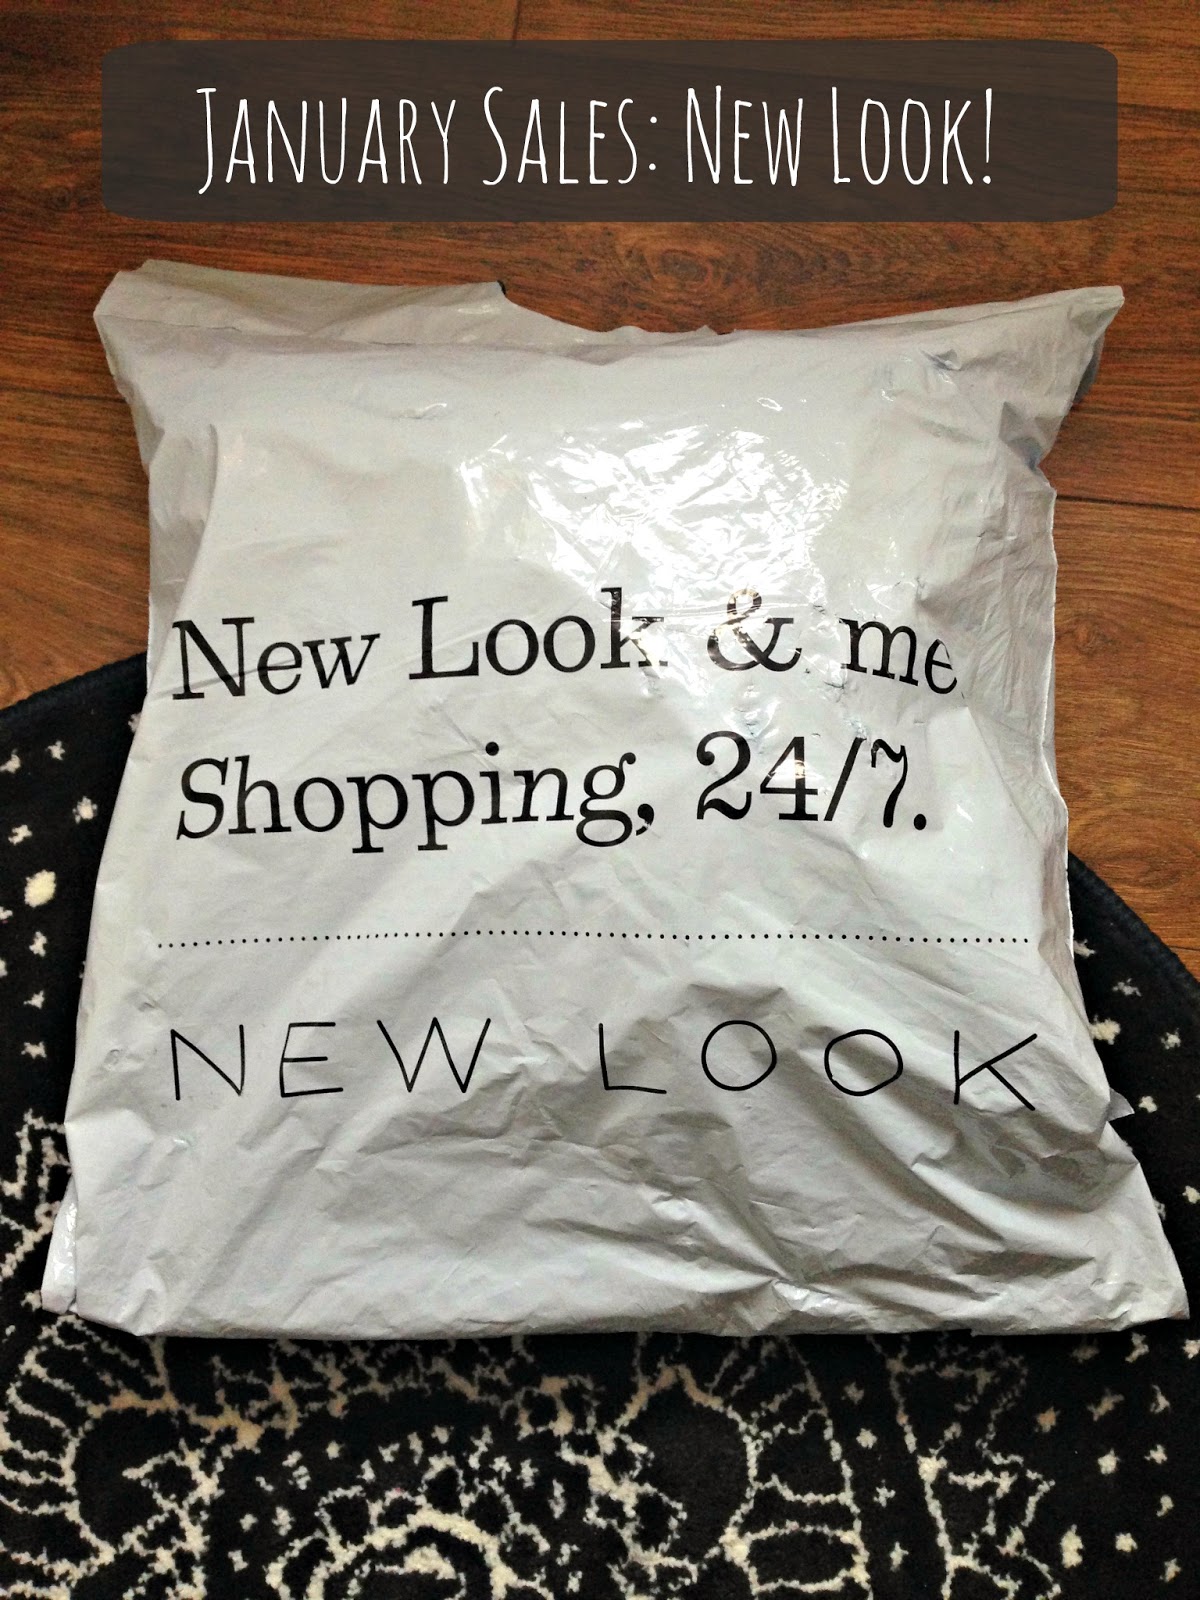 January Sales: New Look!
New Look & me.
Shopping, 24/7.
NEW LOOK